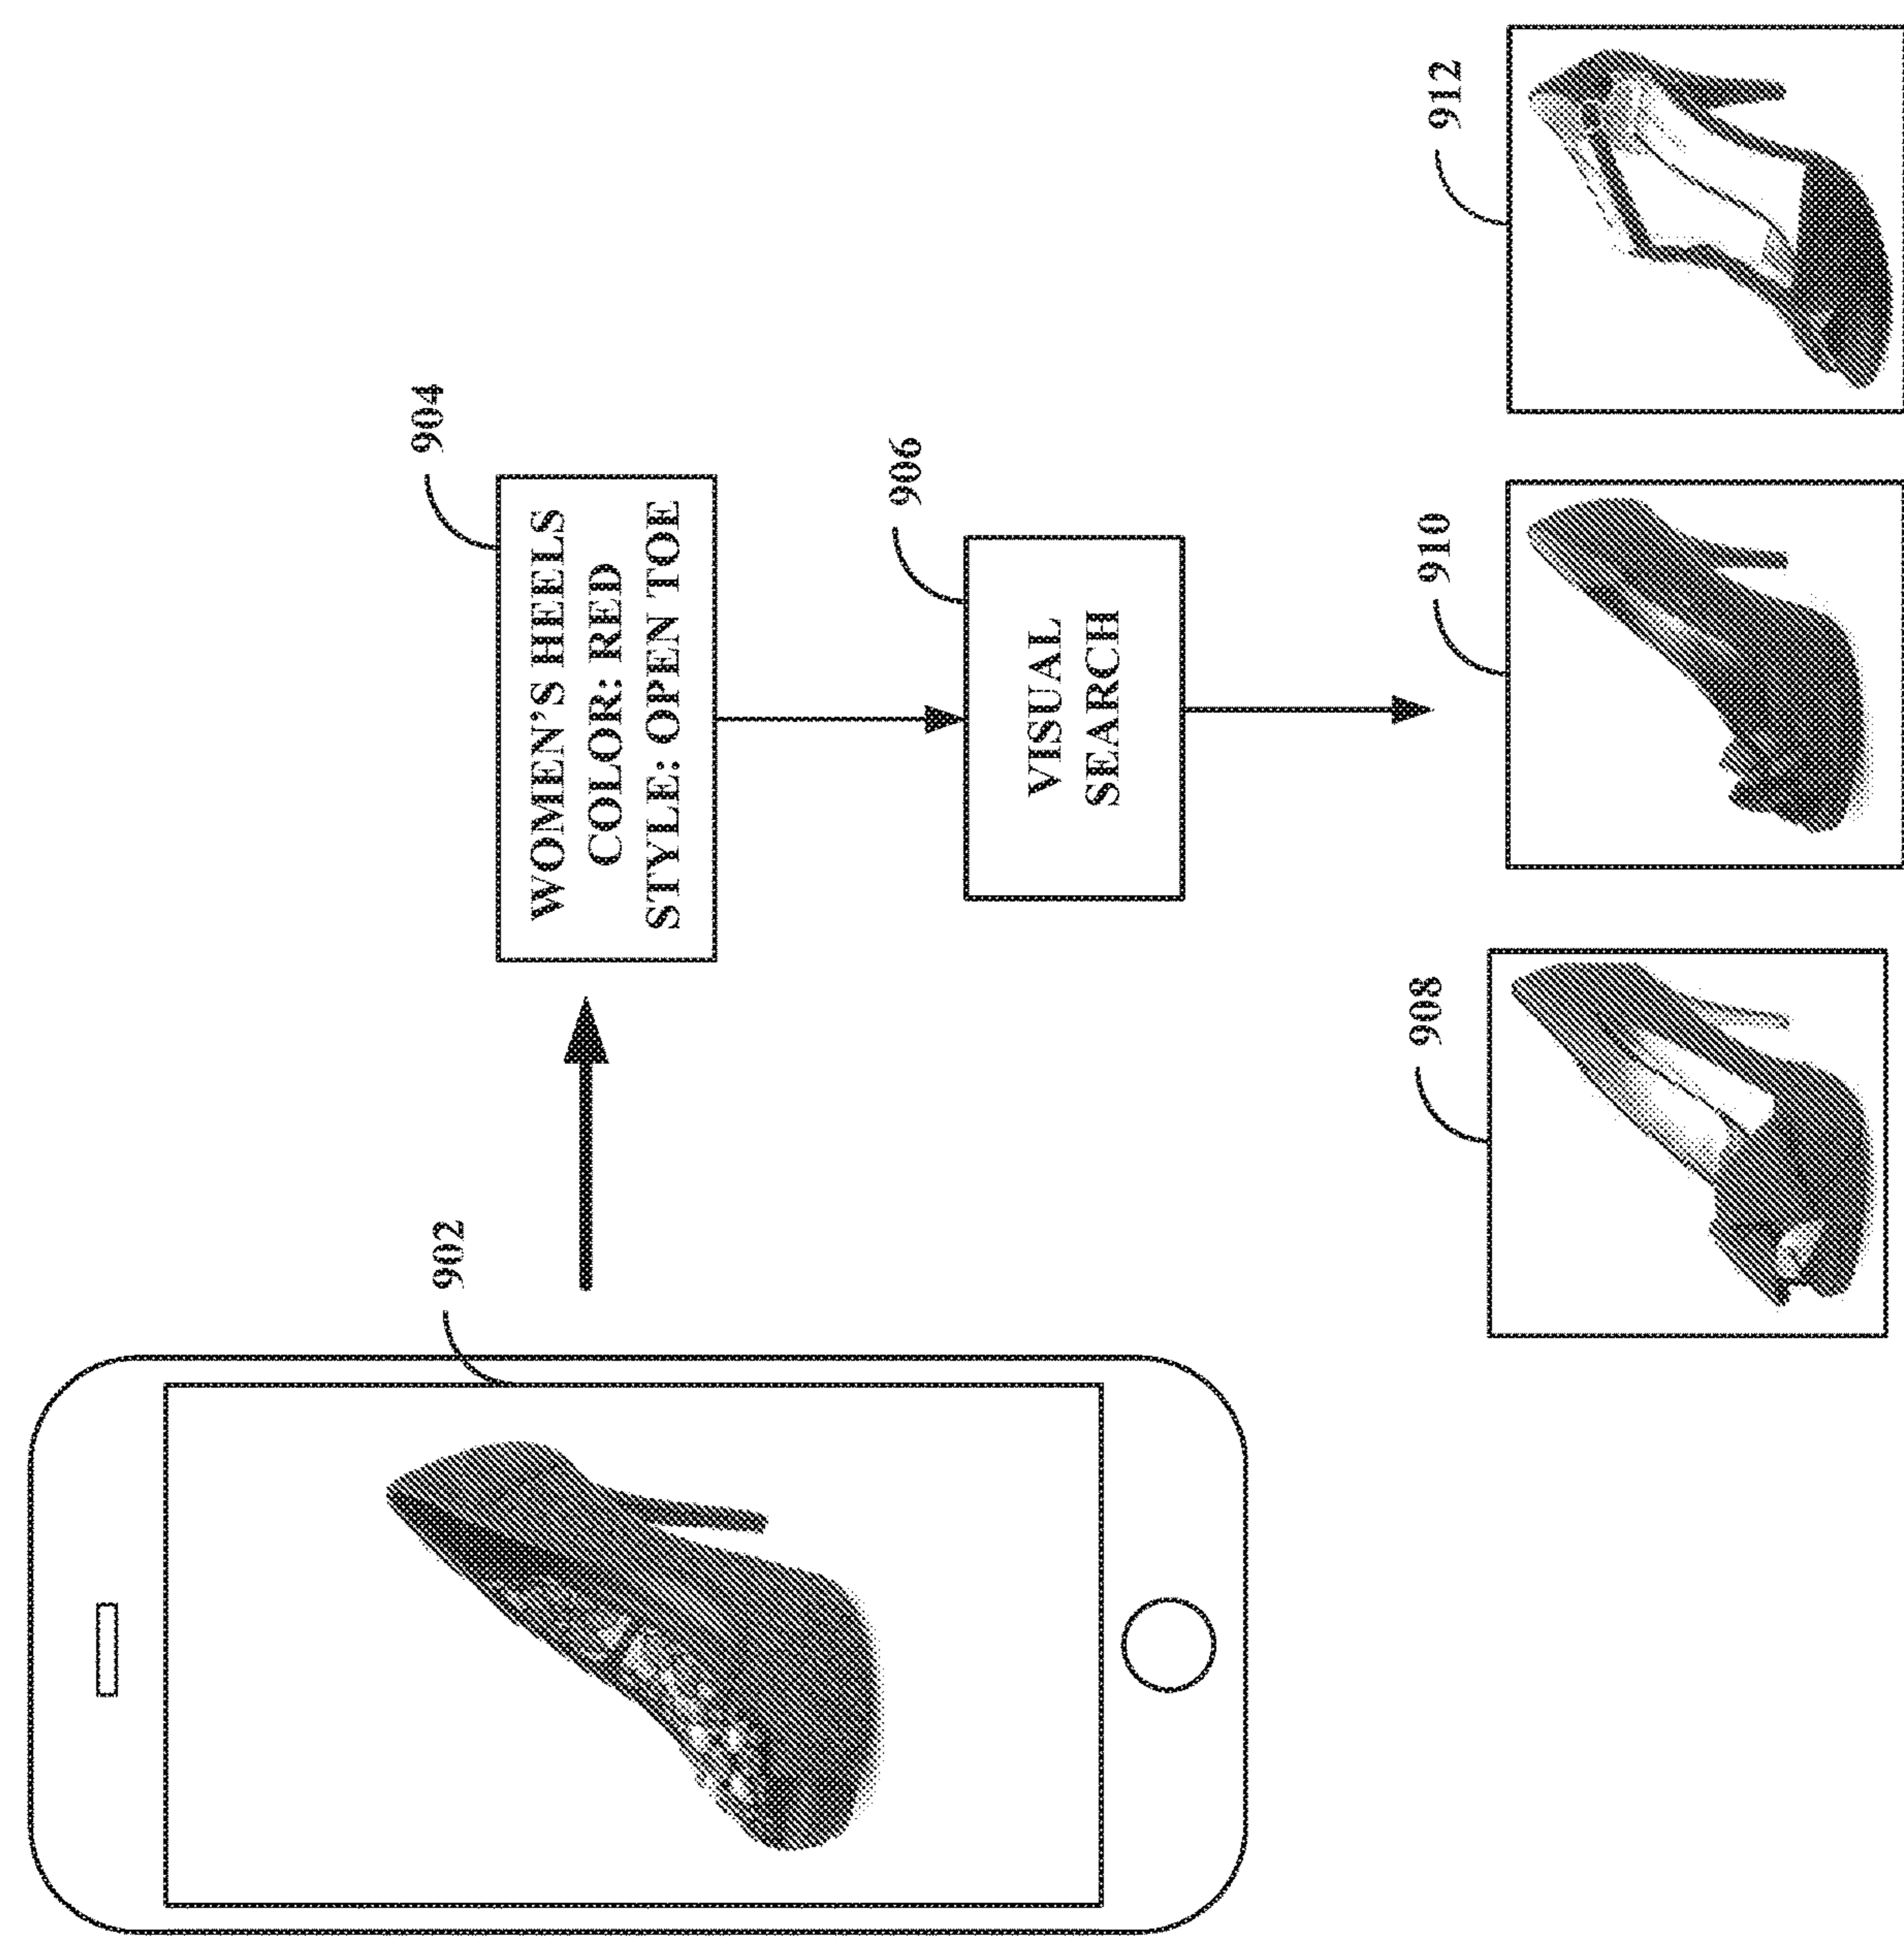 902
904
WOMEN'S HEELS
COLOR: RED
STYLE: OPEN TOE
906
VISUAL
SEARCH
908
910
912